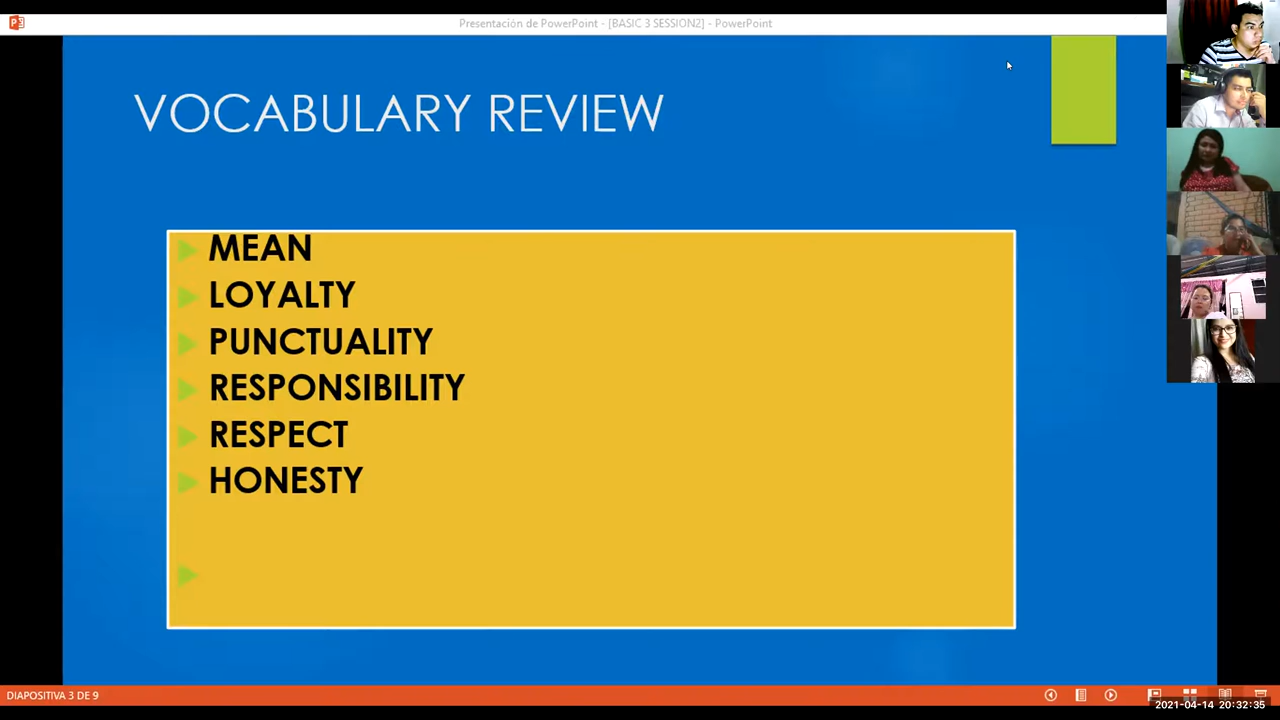 Presentación de PowerPoint - [BASIC 3 SESSION2] - PowerPoint
VOCABULARY REVIEW
MEAN
LOYALTY
PUNCTUALITY
RESPONSIBILITY
RESPECT
HONESTY
DIAPOSITIVA 3 DE 9
2021-04-14 20:32:35